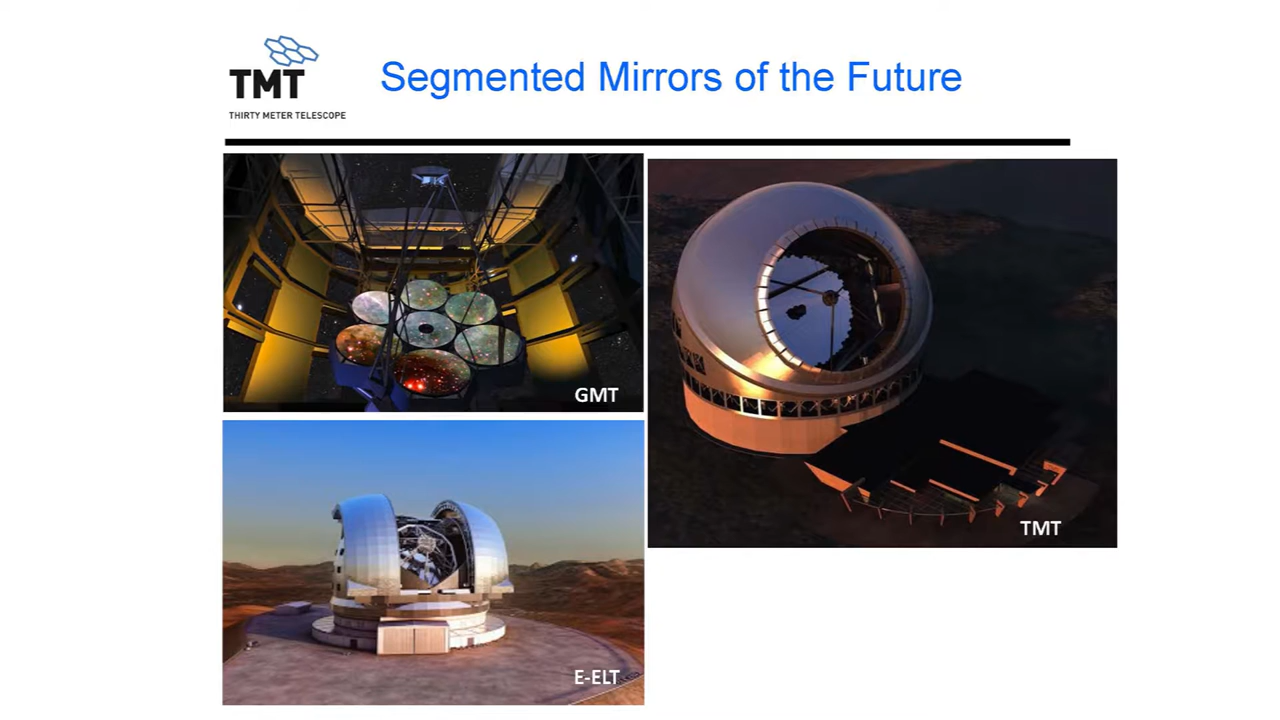 TMT
THIRTY METER TELESCOPE
Segmented Mirrors of the Future
GMT
TMT
E-ELT